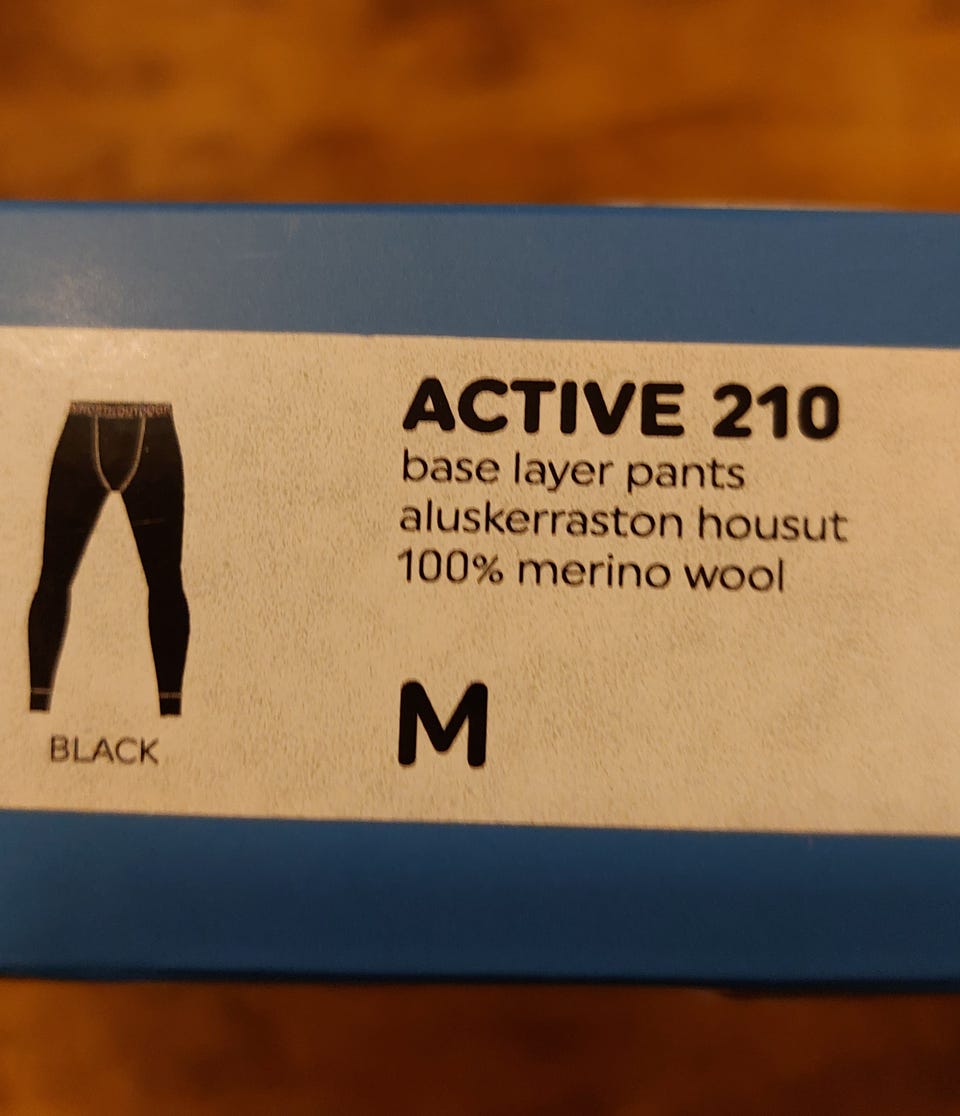 ACTIVE 210
base layer pants
aluskerraston housut
100% merino wool
M
BLACK